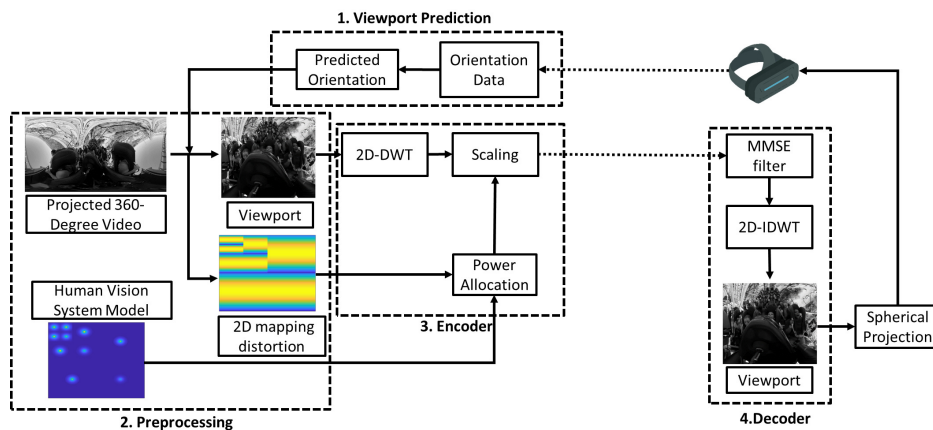 1. Viewport Prediction
Predicted
Orientation
Orientation
Data
Projected 360-
Degree Video
Viewport
Human Vision
System Model
2D mapping
distortion
2. Preprocessing
2D-DWT
Scaling
Power
Allocation
3. Encoder
MMSE
filter
2D-IDWT
Viewport
4.Decoder
Spherical
Projection